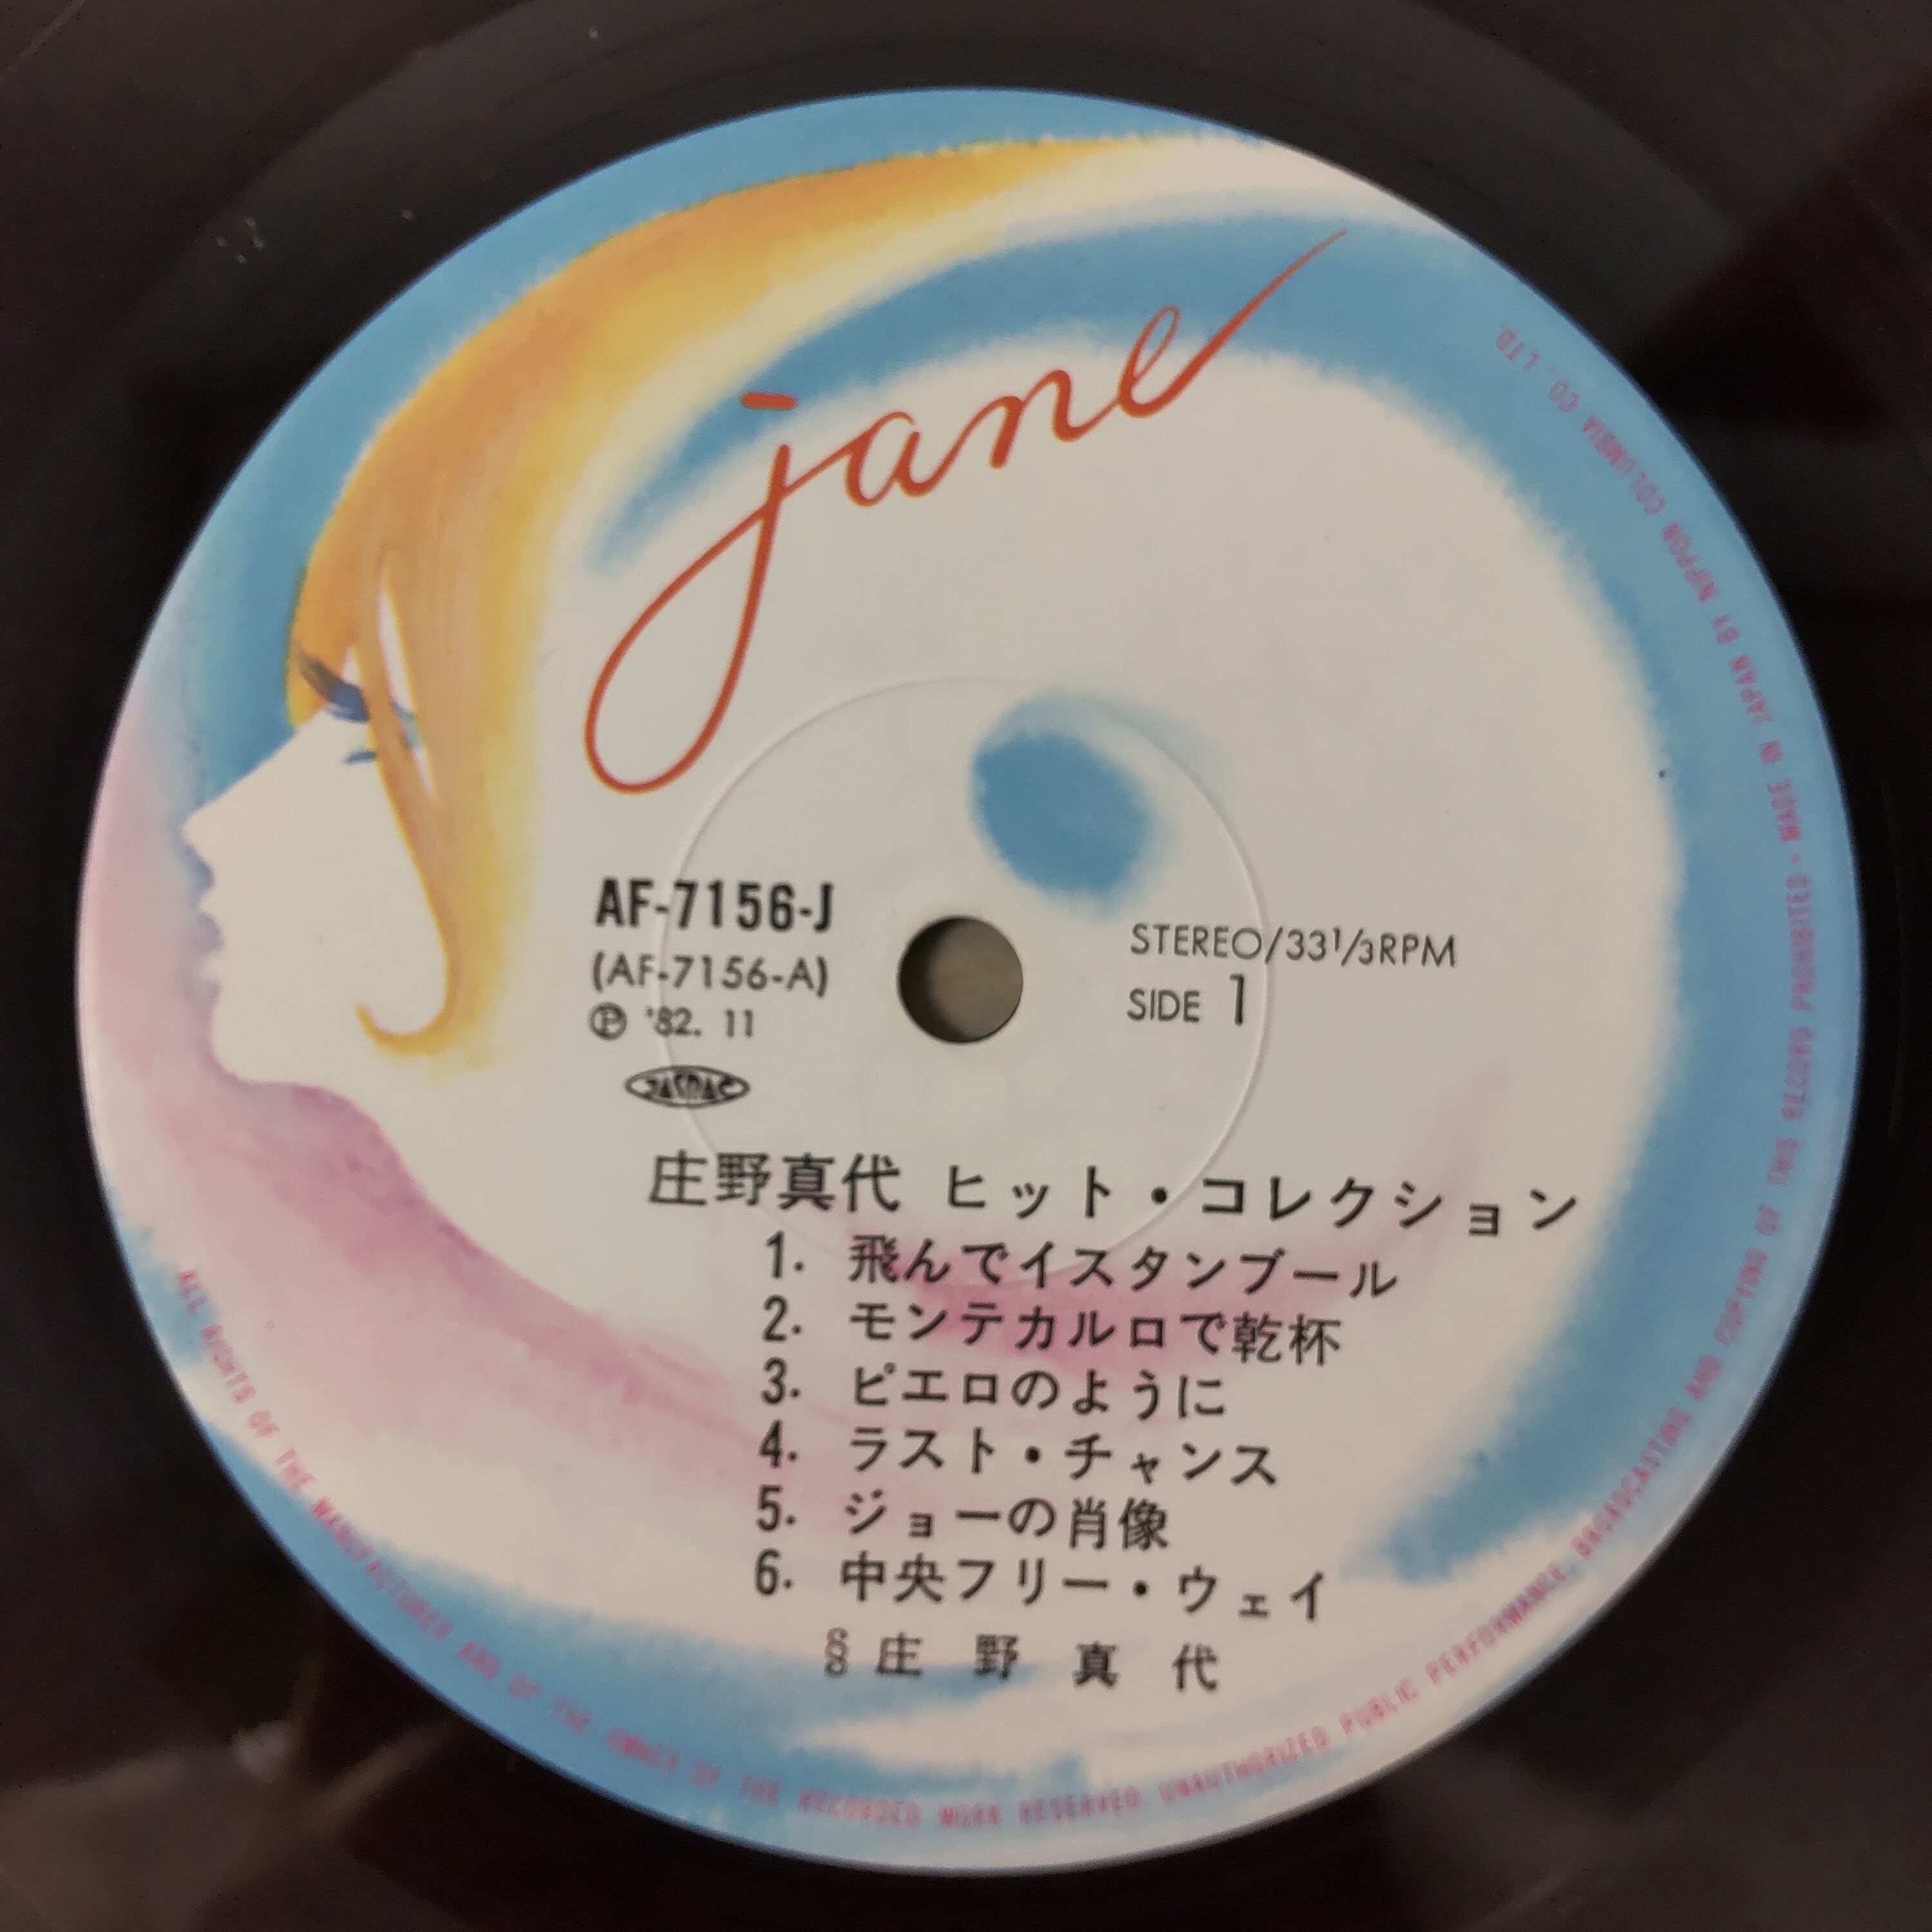 jane
AF-7156-J
(AF-7156-A)
Ⓟ '82. 11
JASRAC
STEREO/33 1/3 RPM
SIDE 1
庄野真代 ヒット・コレクション
1. 飛んでイスタンブール
2. モンテカルロで乾杯
3. ピエロのように
4. ラスト・チャンス
5. ジョーの肖像
6. 中央フリー・ウェイ
§庄野真代
ALL RIGHTS OF THE MANUFACTURER AND OF THE OWNER OF THE RECORDED WORK RESERVED. UNAUTHORIZED PUBLIC PERFORMANCE, BROADCASTING AND COPYING OF THIS RECORD PROHIBITED · MADE IN JAPAN BY NIPPON COLUMBIA CO., LTD.